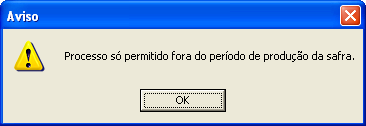 Aviso
Processo só permitido fora do período de produção da safra.
OK